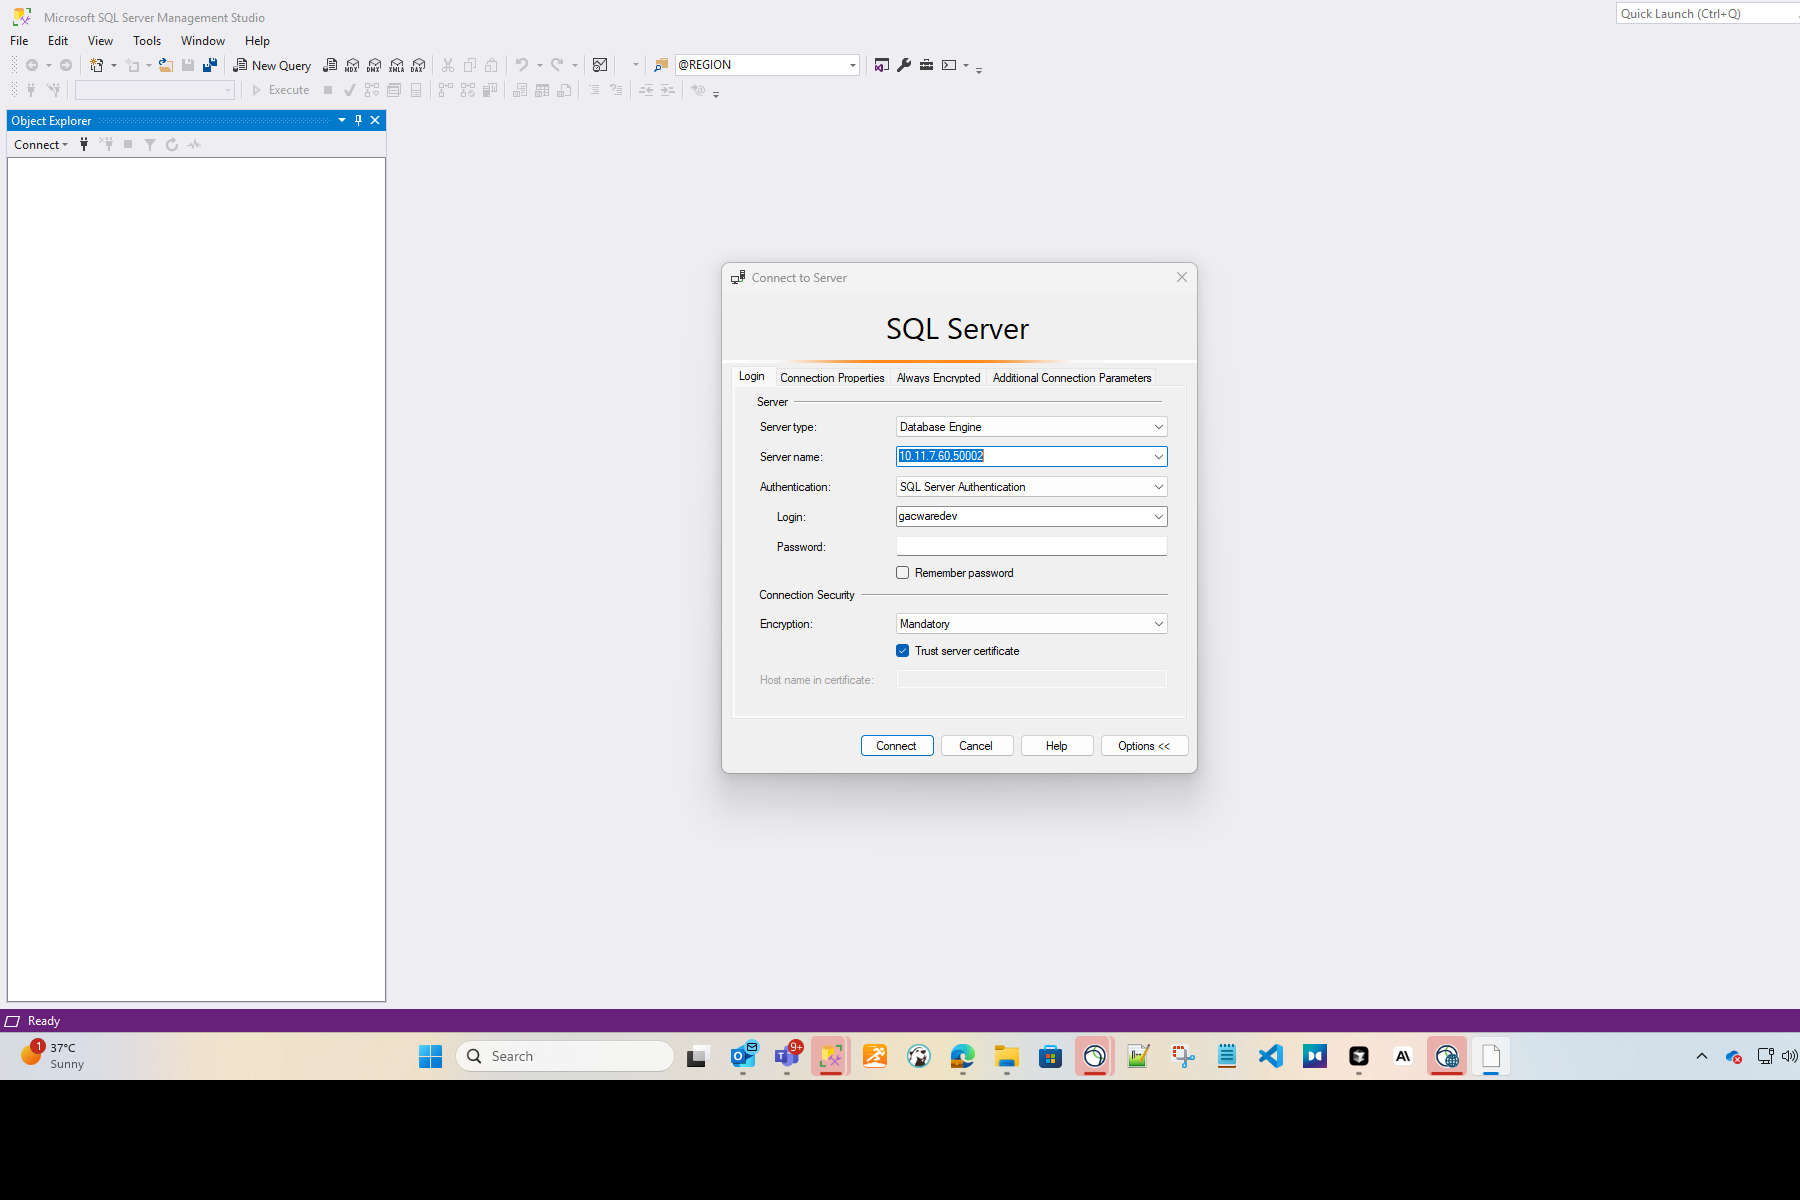 Microsoft SQL Server Management Studio
Quick Launch (Ctrl+Q)
File Edit View Tools Window Help
New Query MDX DMX XMLA DAX @REGION
Execute
Object Explorer
Connect
Connect to Server
SQL Server
Login Connection Properties Always Encrypted Additional Connection Parameters
Server
Server type: Database Engine
Server name: 10.11.7.60,50002
Authentication: SQL Server Authentication
Login: gacwaredev
Password:
Remember password
Connection Security
Encryption: Mandatory
Trust server certificate
Host name in certificate:
Connect Cancel Help Options <<
Ready
1 37°C
Sunny
Search
9+